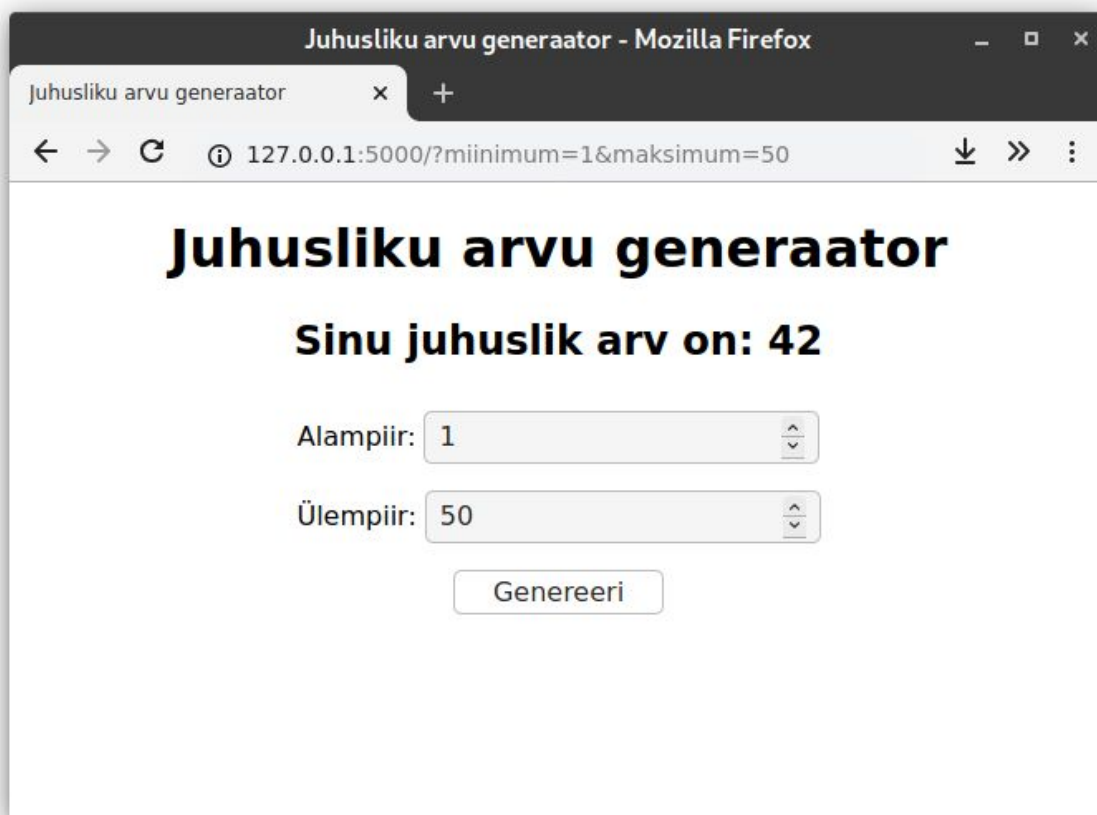 Juhusliku arvu generaator - Mozilla Firefox
Juhusliku arvu generaator
127.0.0.1:5000/?miinimum=1&maksimum=50
Juhusliku arvu generaator
Sinu juhuslik arv on: 42
Alampiir: 1
Ülempiir: 50
Genereeri